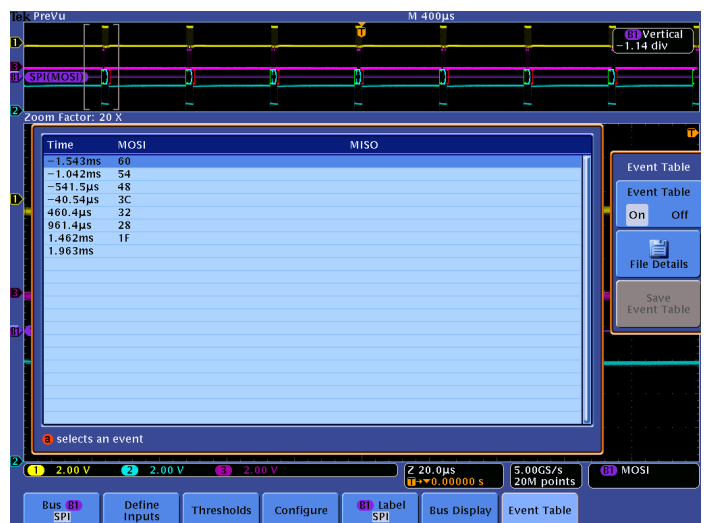 Tek PreVu M 400µs
T
1
B1 Vertical
−1.14 div
3
B1 SPI(MOSI)
2
Zoom Factor: 20 X
T
Time MOSI MISO
−1.543ms 60
−1.042ms 54
−541.5µs 48
−40.54µs 3C
460.4µs 32
961.4µs 28
1.462ms 1F
1.963ms
a selects an event
Event Table
Event Table
On Off
File Details
Save
Event Table
1
3
B1
2
1 2.00 V 2 2.00 V 3 2.00 V
Z 20.0µs
T→▼0.00000 s
5.00GS/s
20M points
B1 MOSI
Bus B1
SPI
Define
Inputs
Thresholds
Configure
B1 Label
SPI
Bus Display
Event Table